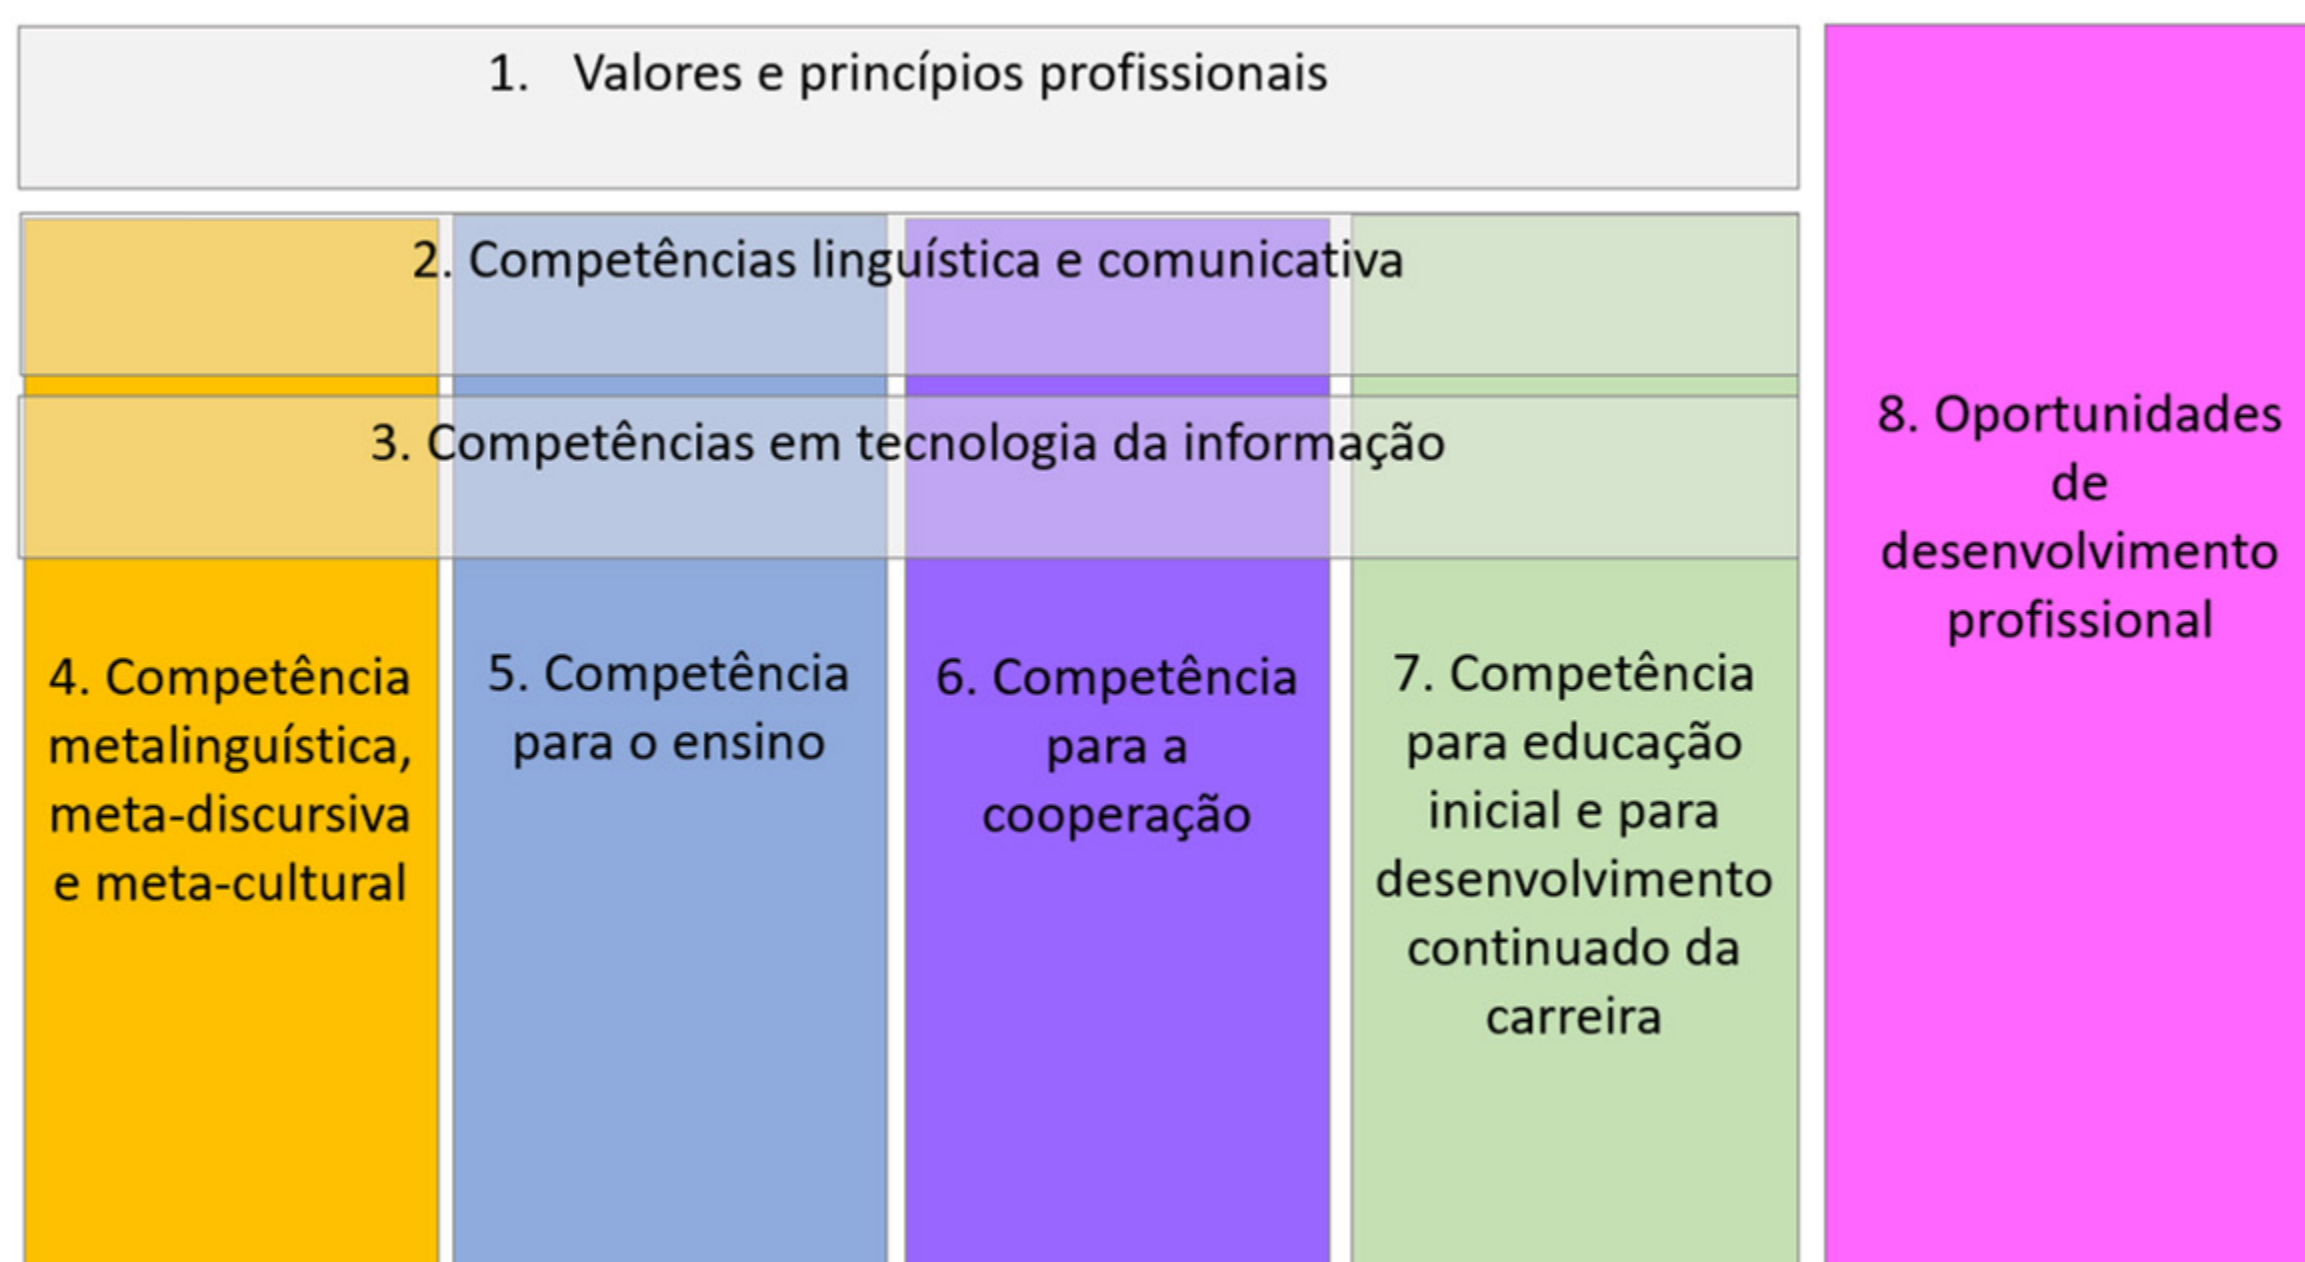 1. Valores e princípios profissionais
2. Competências linguística e comunicativa
3. Competências em tecnologia da informação
4. Competência
metalinguística,
meta-discursiva
e meta-cultural
5. Competência
para o ensino
6. Competência
para a
cooperação
7. Competência
para educação
inicial e para
desenvolvimento
continuado da
carreira
8. Oportunidades
de
desenvolvimento
profissional